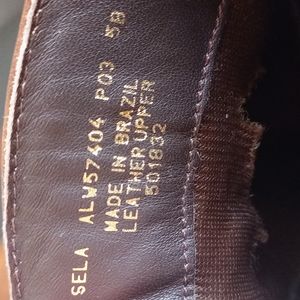 SELA ALW57404 P03 5B
MADE IN BRAZIL
LEATHER UPPER
501832